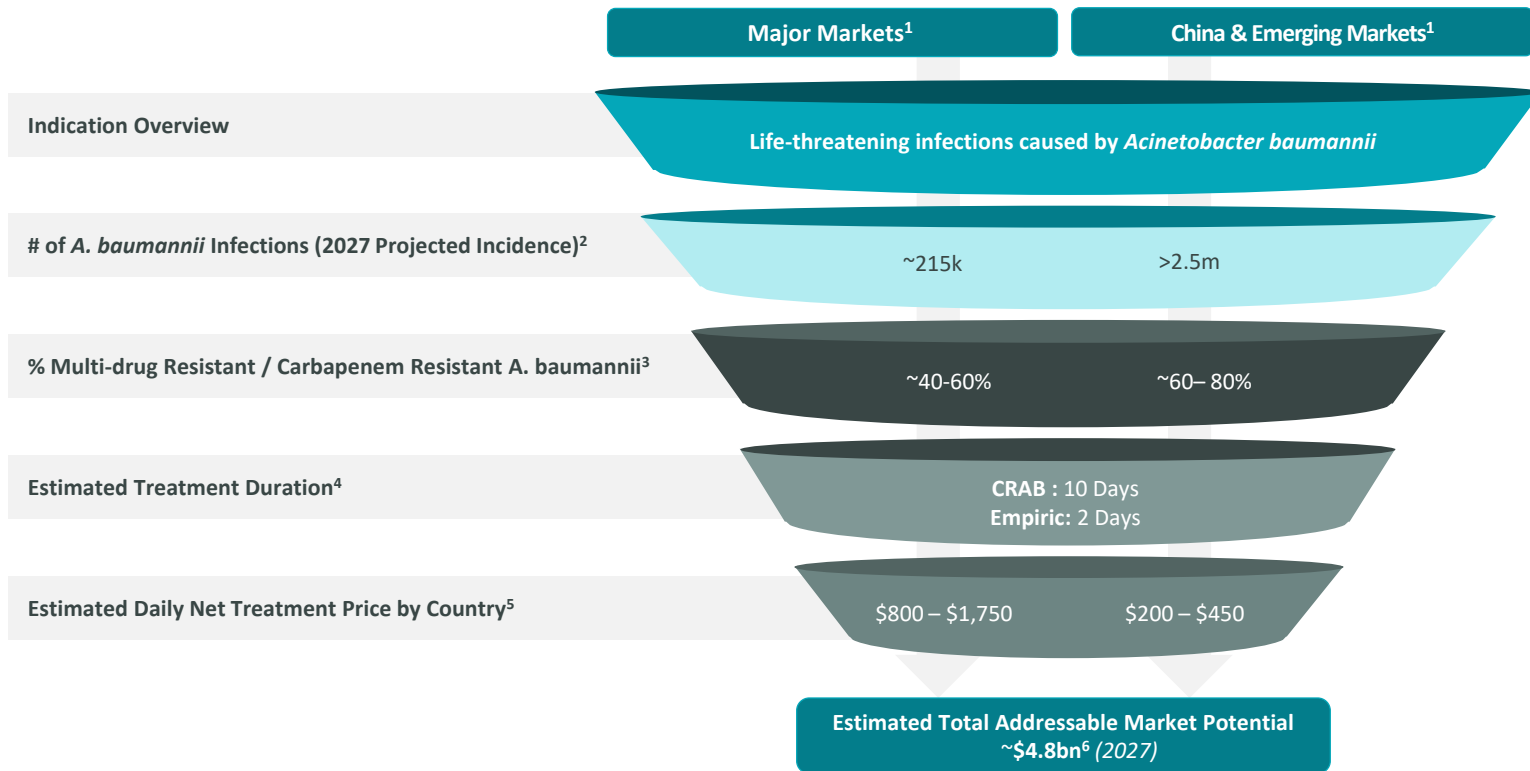 Major Markets¹
China & Emerging Markets¹
Indication Overview
Life-threatening infections caused by Acinetobacter baumannii
# of A. baumannii Infections (2027 Projected Incidence)²
~215k
>2.5m
% Multi-drug Resistant / Carbapenem Resistant A. baumannii³
~40-60%
~60– 80%
Estimated Treatment Duration⁴
CRAB : 10 Days
Empiric: 2 Days
Estimated Daily Net Treatment Price by Country⁵
$800 – $1,750
$200 – $450
Estimated Total Addressable Market Potential
~$4.8bn⁶ (2027)